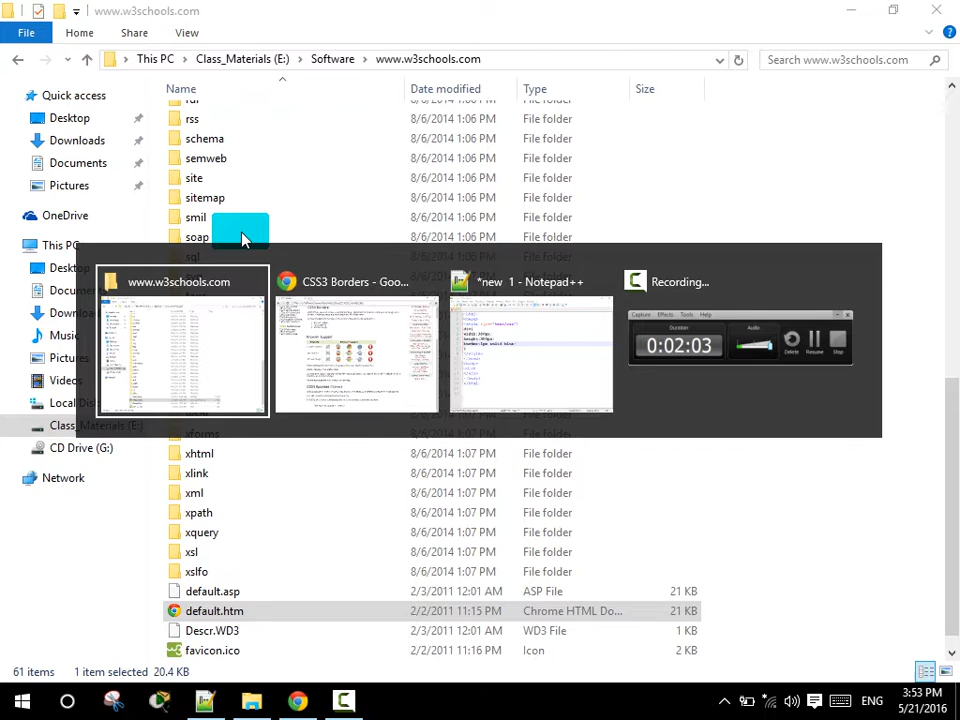 www.w3schools.com
File Home Share View
This PC Class_Materials (E:) Software www.w3schools.com Search www.w3schools.com
Name Date modified Type Size
Quick access
Desktop
Downloads
Documents
Pictures
OneDrive
This PC
Desktop
Music
Pictures
Videos
Class_Materials (E:)
CD Drive (G:)
Network
rss 8/6/2014 1:06 PM File folder
schema 8/6/2014 1:06 PM File folder
semweb 8/6/2014 1:06 PM File folder
site 8/6/2014 1:06 PM File folder
sitemap 8/6/2014 1:06 PM File folder
smil 8/6/2014 1:06 PM File folder
soap 8/6/2014 1:06 PM File folder
www.w3schools.com CSS3 Borders - Goo... *new 1 - Notepad++ Recording...
Capture Effects Tools Help
Duration Audio
0:02:03
Delete Resume Stop
xforms 8/6/2014 1:07 PM File folder
xhtml 8/6/2014 1:07 PM File folder
xlink 8/6/2014 1:07 PM File folder
xml 8/6/2014 1:07 PM File folder
xpath 8/6/2014 1:07 PM File folder
xquery 8/6/2014 1:07 PM File folder
xsl 8/6/2014 1:07 PM File folder
xslfo 8/6/2014 1:07 PM File folder
default.asp 2/3/2011 12:01 AM ASP File 21 KB
default.htm 2/2/2011 11:15 PM Chrome HTML Do... 21 KB
Descr.WD3 2/3/2011 12:01 AM WD3 File 1 KB
favicon.ico 2/2/2011 11:16 PM Icon 2 KB
61 items 1 item selected 20.4 KB
ENG 3:53 PM
5/21/2016